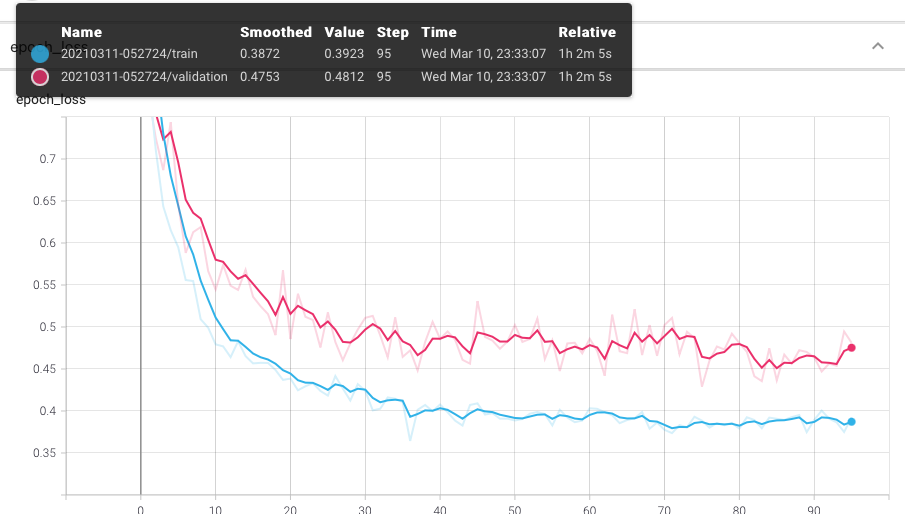 Name Smoothed Value Step Time Relative
epoch_loss
20210311-052724/train 0.3872 0.3923 95 Wed Mar 10, 23:33:07 1h 2m 5s
20210311-052724/validation 0.4753 0.4812 95 Wed Mar 10, 23:33:07 1h 2m 5s
epoch_loss
0.7
0.65
0.6
0.55
0.5
0.45
0.4
0.35
0 10 20 30 40 50 60 70 80 90